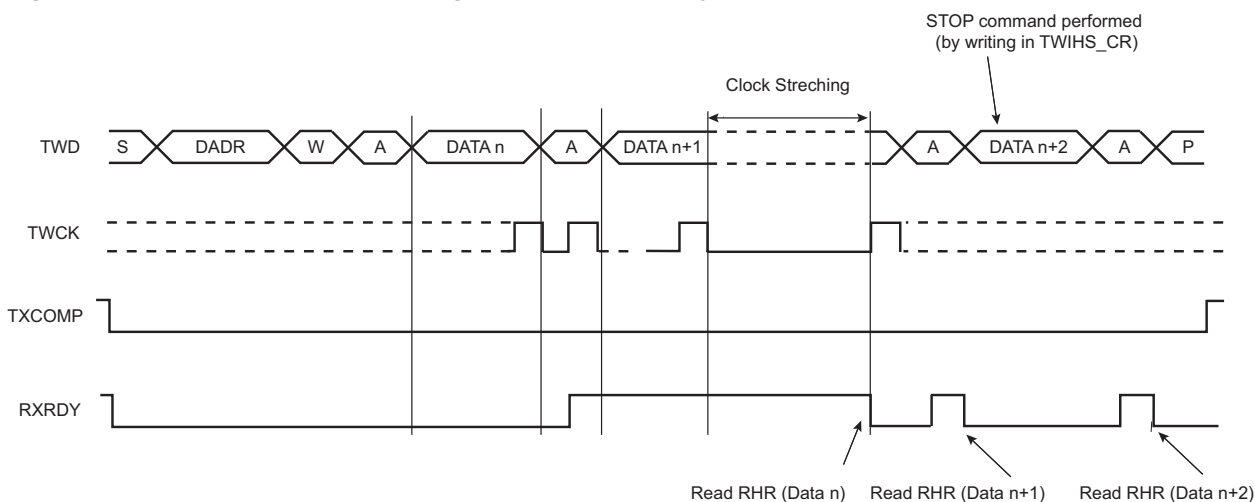 STOP command performed
(by writing in TWIHS_CR)
Clock Streching
TWD S DADR W A DATA n A DATA n+1 A DATA n+2 A P
TWCK
TXCOMP
RXRDY
Read RHR (Data n) Read RHR (Data n+1) Read RHR (Data n+2)